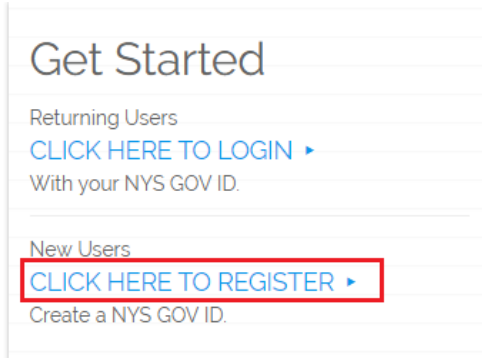 Get Started
Returning Users
CLICK HERE TO LOGIN ▸
With your NYS GOV ID.
New Users
CLICK HERE TO REGISTER ▸
Create a NYS GOV ID.